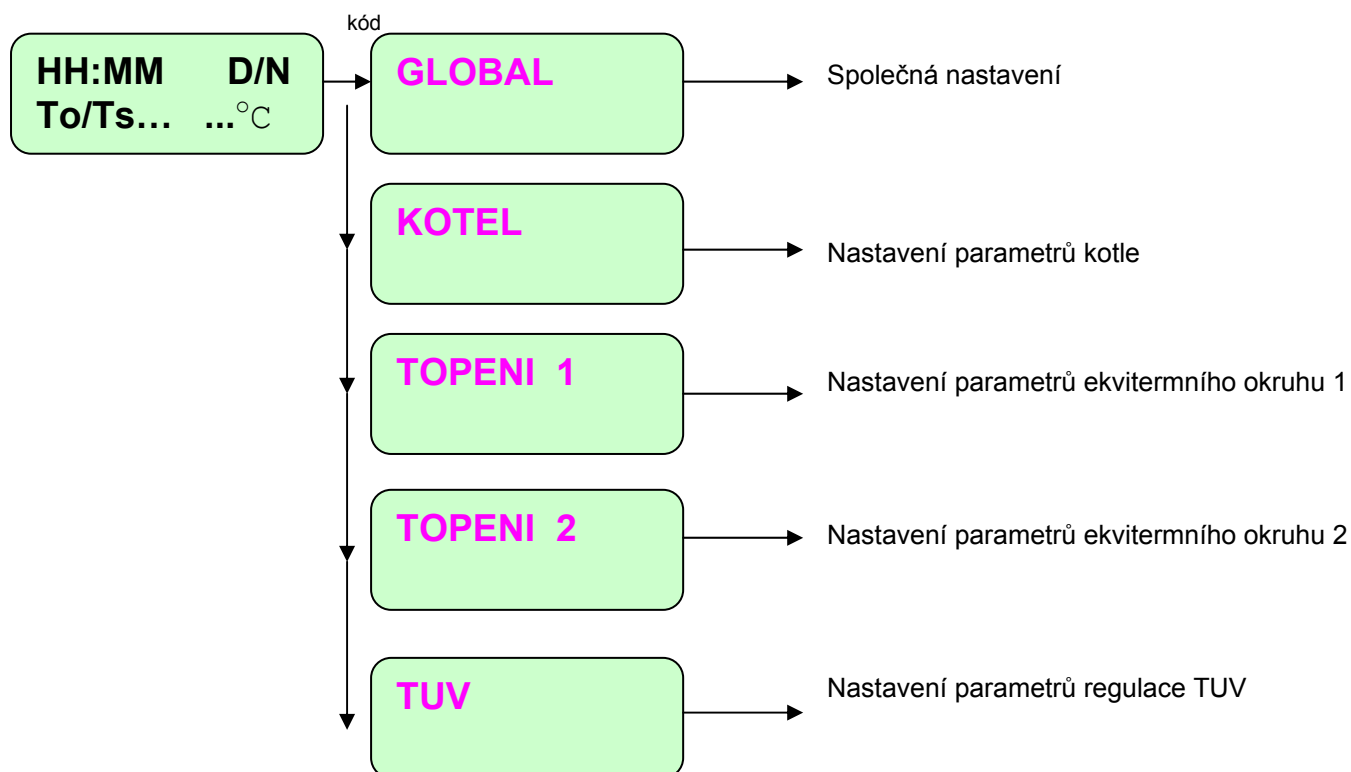 kód
HH:MM D/N
To/Ts… ...°C
GLOBAL
Společná nastavení
KOTEL
Nastavení parametrů kotle
TOPENI 1
Nastavení parametrů ekvitermního okruhu 1
TOPENI 2
Nastavení parametrů ekvitermního okruhu 2
TUV
Nastavení parametrů regulace TUV